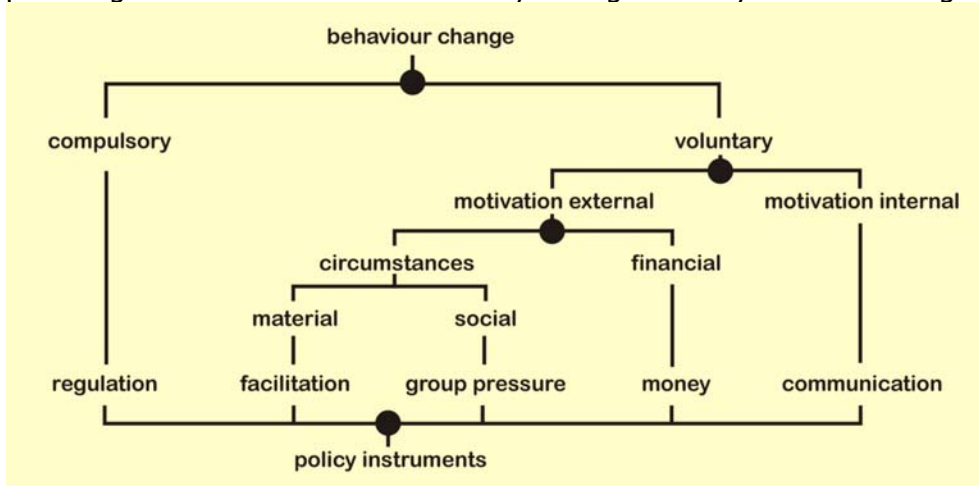 behaviour change
compulsory voluntary
motivation external motivation internal
circumstances financial
material social
regulation facilitation group pressure money communication
policy instruments